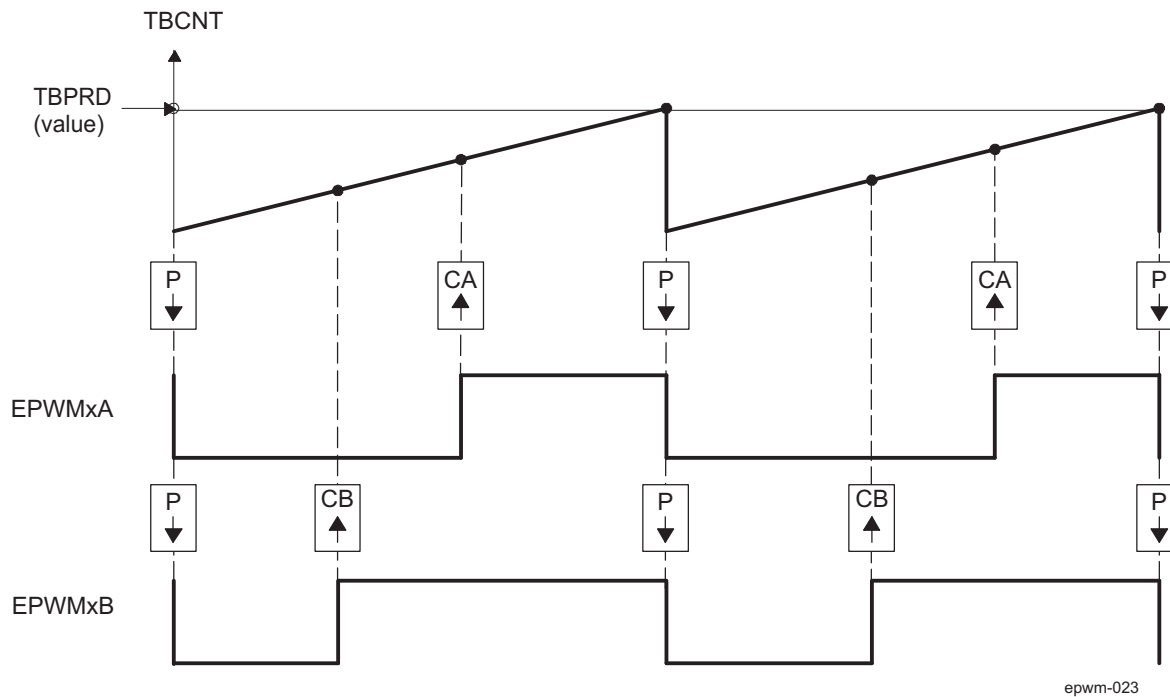 TBCNT
TBPRD
(value)
P
CA
P
CA
P
EPWMxA
P
CB
P
CB
P
EPWMxB
epwm-023